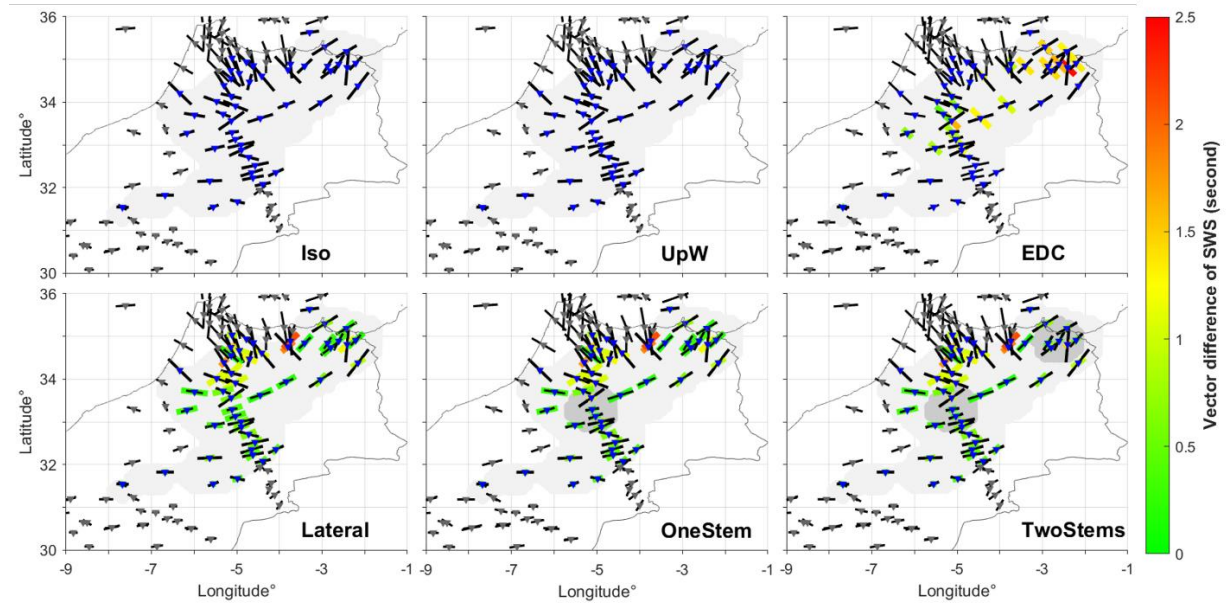 36
34
32
30
Latitude°
Iso
UpW
EDC
36
34
32
30
Latitude°
Lateral
OneStem
TwoStems
-9 -7 -5 -3 -1
-9 -7 -5 -3 -1
-9 -7 -5 -3 -1
Longitude°
Longitude°
Longitude°
2.5
2
1.5
1
0.5
0
Vector difference of SWS (second)